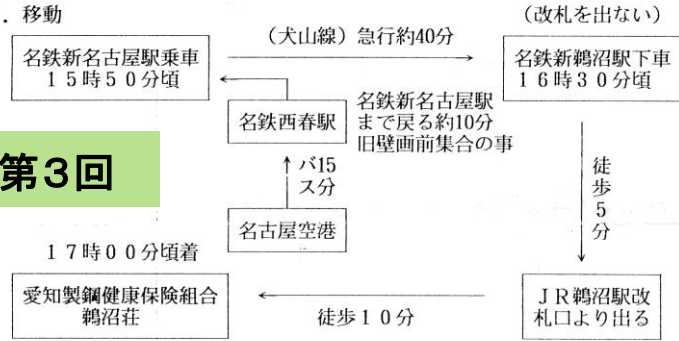 ．移動
（改札を出ない）
名鉄新名古屋駅乗車
１５時５０分頃
（犬山線）急行約40分
名鉄新鵜沼駅下車
１６時３０分頃
名鉄西春駅
名鉄新名古屋駅
まで戻る約10分
旧壁画前集合の事
第３回
バ15
ス分
徒歩５分
名古屋空港
１７時００分頃着
愛知製鋼健康保険組合
鵜沼荘
徒歩１０分
ＪＲ鵜沼駅改
札口より出る